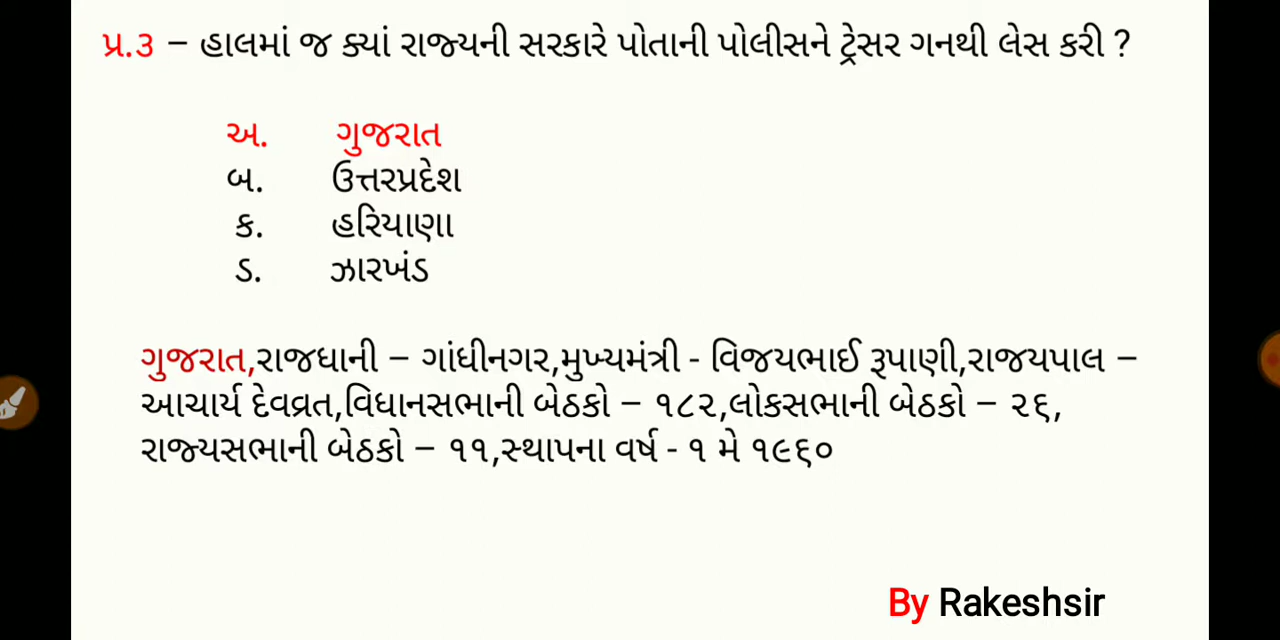 પ્ર.૩ – હાલમાં જ ક્યાં રાજ્યની સરકારે પોતાની પોલીસને ટ્રેસર ગનથી લેસ કરી ?
અ. ગુજરાત
બ. ઉત્તરપ્રદેશ
ક. હરિયાણા
ડ. ઝારખંડ
ગુજરાત,રાજધાની – ગાંધીનગર,મુખ્યમંત્રી - વિજયભાઈ રૂપાણી,રાજયપાલ –
આચાર્ય દેવવ્રત,વિધાનસભાની બેઠકો – ૧૮૨,લોકસભાની બેઠકો – ૨૬,
રાજ્યસભાની બેઠકો – ૧૧,સ્થાપના વર્ષ - ૧ મે ૧૯૬૦
By Rakeshsir